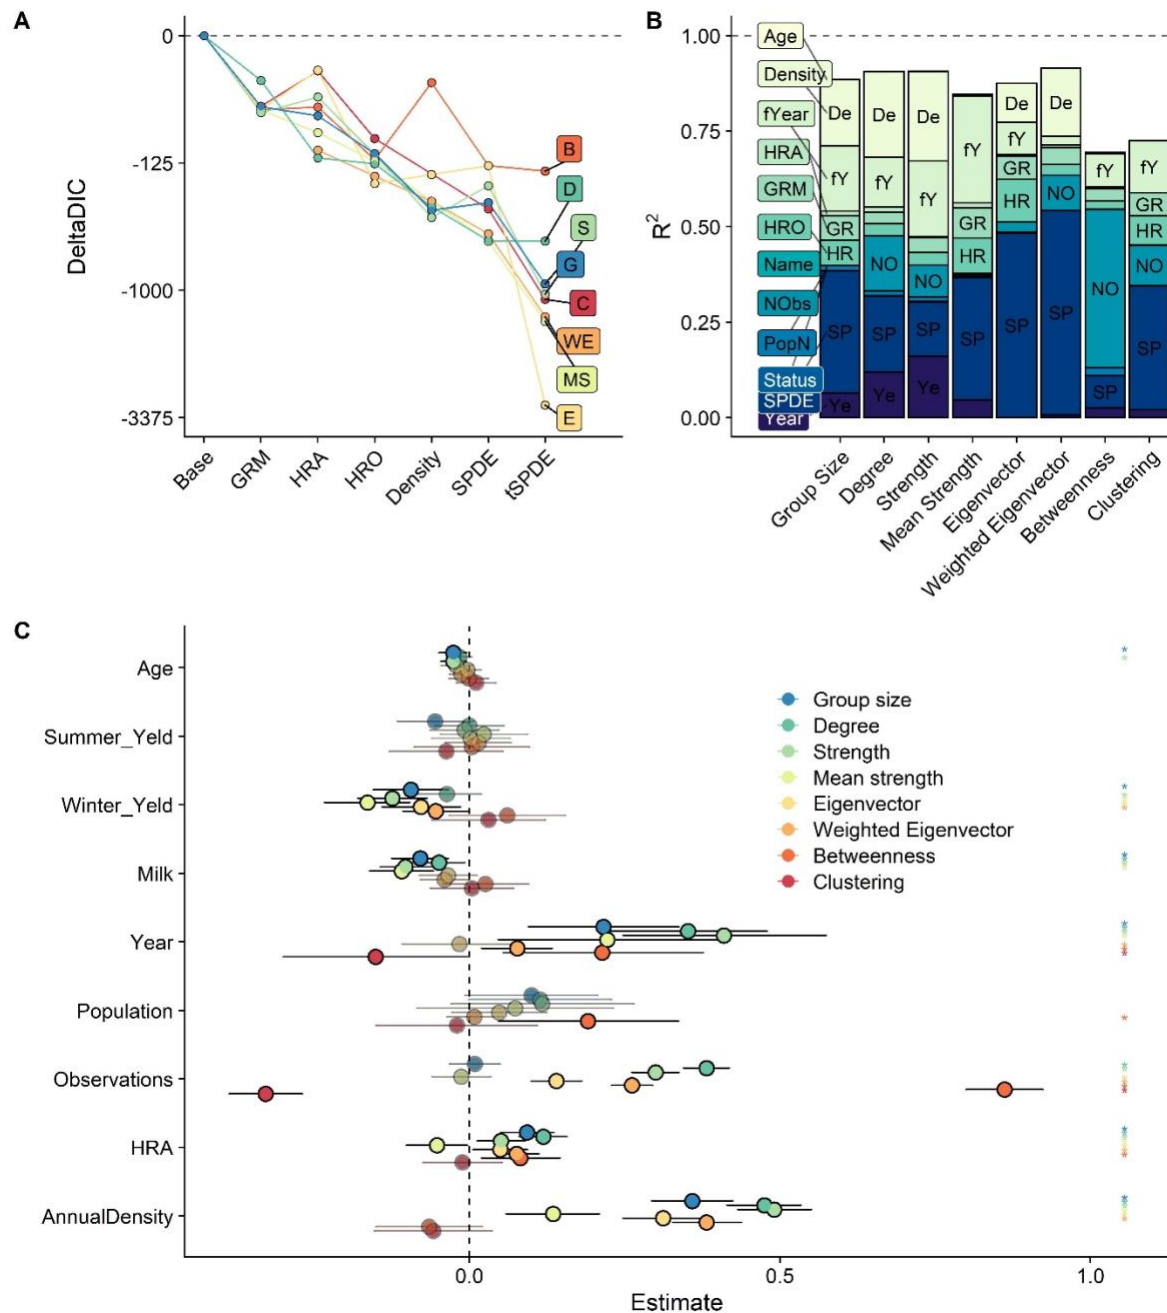 A
0
-125
-1000
-3375
DeltaDIC
Base
GRM
HRA
HRO
Density
SPDE
tSPDE
B
D
S
G
C
WE
MS
E
B
1.00
0.75
0.50
0.25
0.00
R²
Age
Density
fYear
HRA
GRM
HRO
Name
NObs
PopN
Status
SPDE
Year
De
fY
GR
HR
SP
Ye
De
fY
NO
SP
Ye
De
fY
NO
SP
Ye
fY
GR
HR
SP
De
fY
GR
HR
SP
De
NO
SP
fY
NO
SP
fY
GR
HR
NO
SP
Group Size
Degree
Strength
Mean Strength
Eigenvector
Weighted Eigenvector
Betweenness
Clustering
C
Age
Summer_Yeld
Winter_Yeld
Milk
Year
Population
Observations
HRA
AnnualDensity
Group size
Degree
Strength
Mean strength
Eigenvector
Weighted Eigenvector
Betweenness
Clustering
0.0
0.5
1.0
Estimate